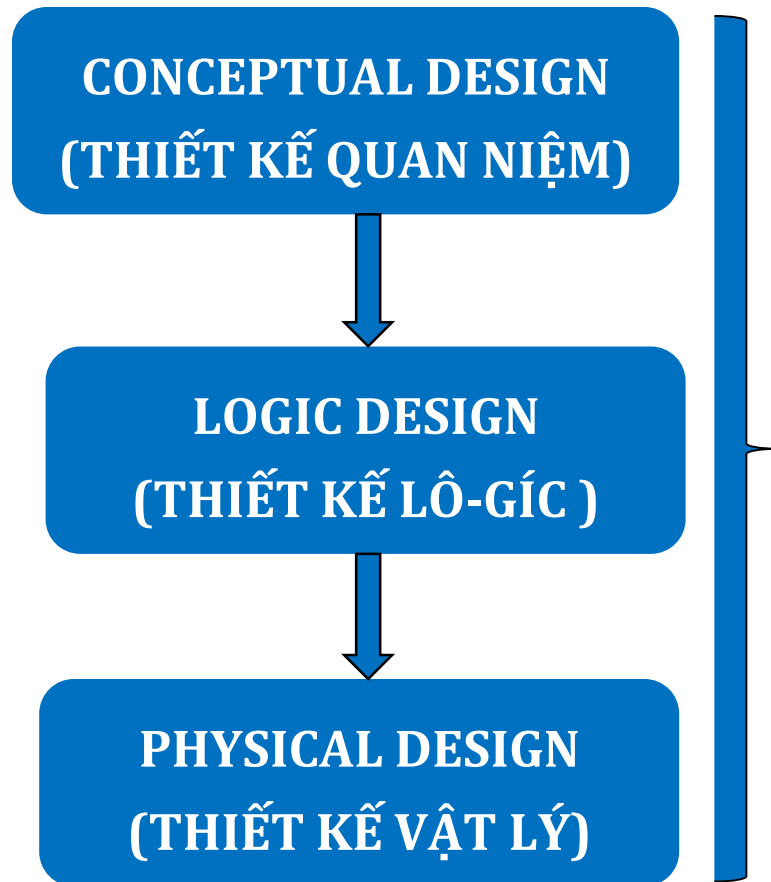 CONCEPTUAL DESIGN
(THIẾT KẾ QUAN NIỆM)
LOGIC DESIGN
(THIẾT KẾ LÔ-GÍC )
PHYSICAL DESIGN
(THIẾT KẾ VẬT LÝ)